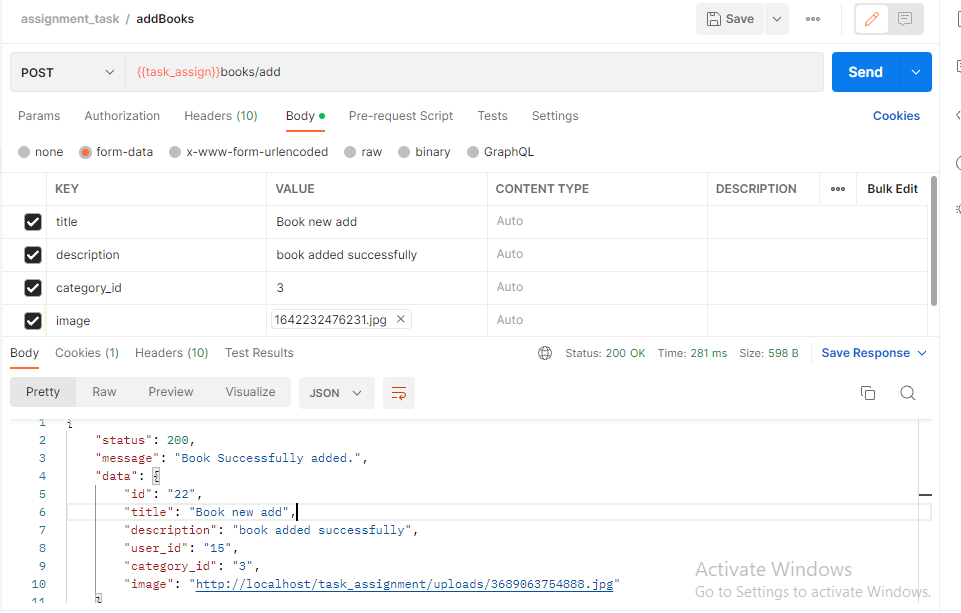 assignment_task / addBooks
Save
POST {{task_assign}}books/add
Send
Params Authorization Headers (10) Body Pre-request Script Tests Settings Cookies
none form-data x-www-form-urlencoded raw binary GraphQL
KEY VALUE CONTENT TYPE DESCRIPTION Bulk Edit
title Book new add Auto
description book added successfully Auto
category_id 3 Auto
image 1642232476231.jpg Auto
Body Cookies (1) Headers (10) Test Results Status: 200 OK Time: 281 ms Size: 598 B Save Response
Pretty Raw Preview Visualize JSON
1 {
2 "status": 200,
3 "message": "Book Successfully added.",
4 "data": {
5 "id": "22",
6 "title": "Book new add",
7 "description": "book added successfully",
8 "user_id": "15",
9 "category_id": "3",
10 "image": "http://localhost/task_assignment/uploads/3689063754888.jpg"
11 }
Activate Windows
Go to Settings to activate Windows.